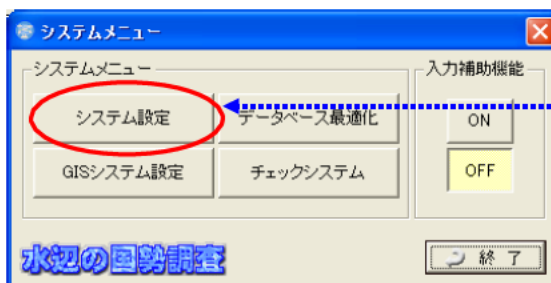 システムメニュー
システムメニュー
入力補助機能
システム設定
データベース最適化
ON
GISシステム設定
チェックシステム
OFF
水辺の国勢調査
終 了